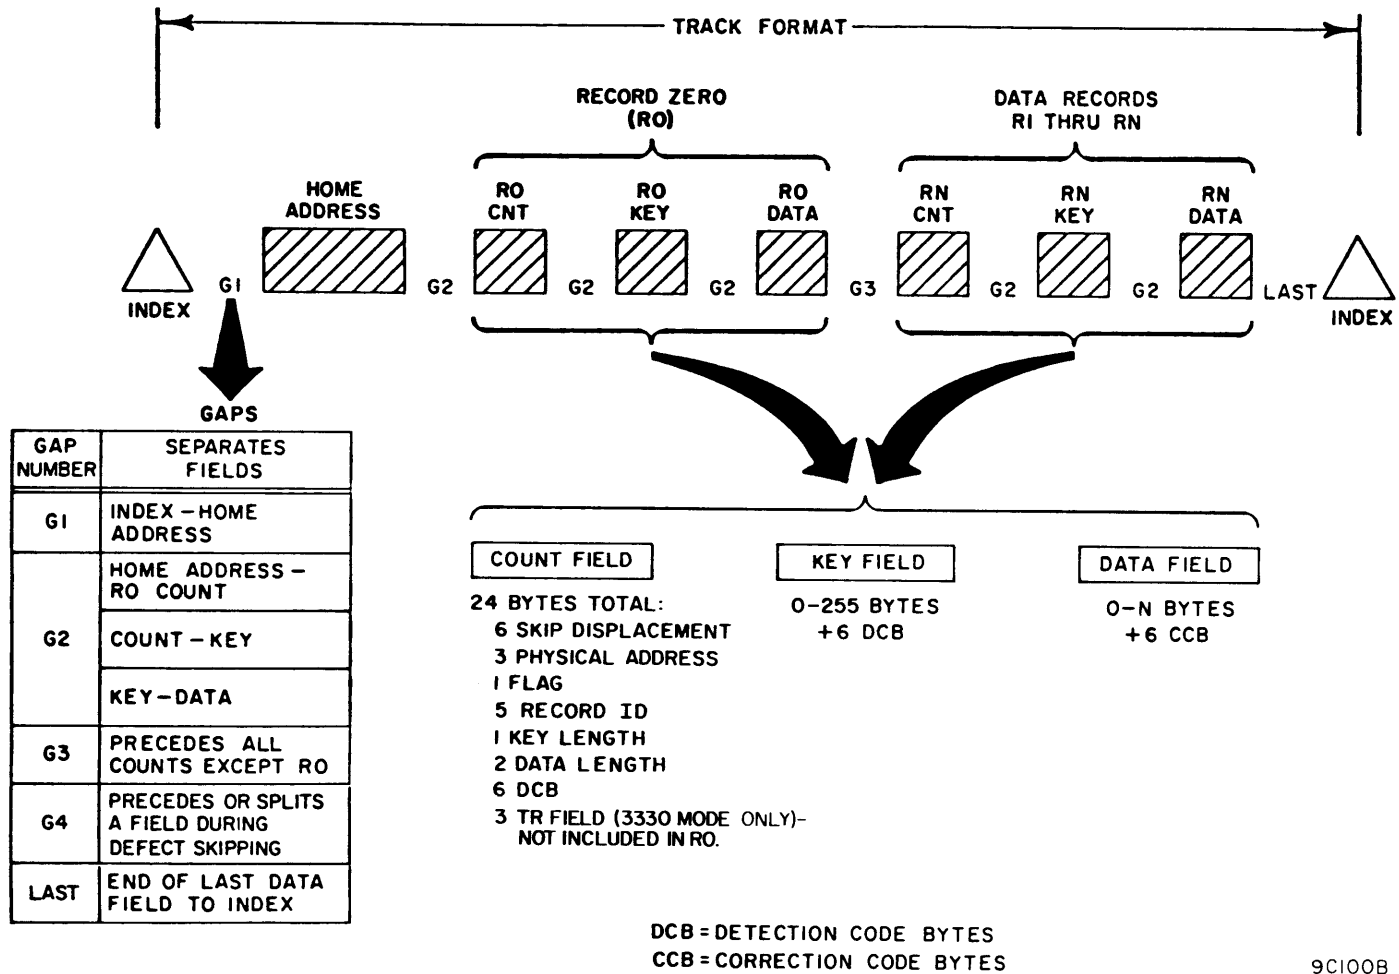 TRACK FORMAT
RECORD ZERO
(RO)
DATA RECORDS
RI THRU RN
HOME
ADDRESS
RO
CNT
RO
KEY
RO
DATA
RN
CNT
RN
KEY
RN
DATA
INDEX
G1
G2
G2
G2
G3
G2
G2
LAST
INDEX
GAPS
GAP
NUMBER
SEPARATES
FIELDS
G1
INDEX – HOME
ADDRESS
G2
HOME ADDRESS –
RO COUNT
COUNT – KEY
KEY – DATA
G3
PRECEDES ALL
COUNTS EXCEPT RO
G4
PRECEDES OR SPLITS
A FIELD DURING
DEFECT SKIPPING
LAST
END OF LAST DATA
FIELD TO INDEX
COUNT FIELD
24 BYTES TOTAL:
6 SKIP DISPLACEMENT
3 PHYSICAL ADDRESS
1 FLAG
5 RECORD ID
1 KEY LENGTH
2 DATA LENGTH
6 DCB
3 TR FIELD (3330 MODE ONLY)–
NOT INCLUDED IN RO.
KEY FIELD
0-255 BYTES
+6 DCB
DATA FIELD
0-N BYTES
+6 CCB
DCB = DETECTION CODE BYTES
CCB = CORRECTION CODE BYTES
9C100B